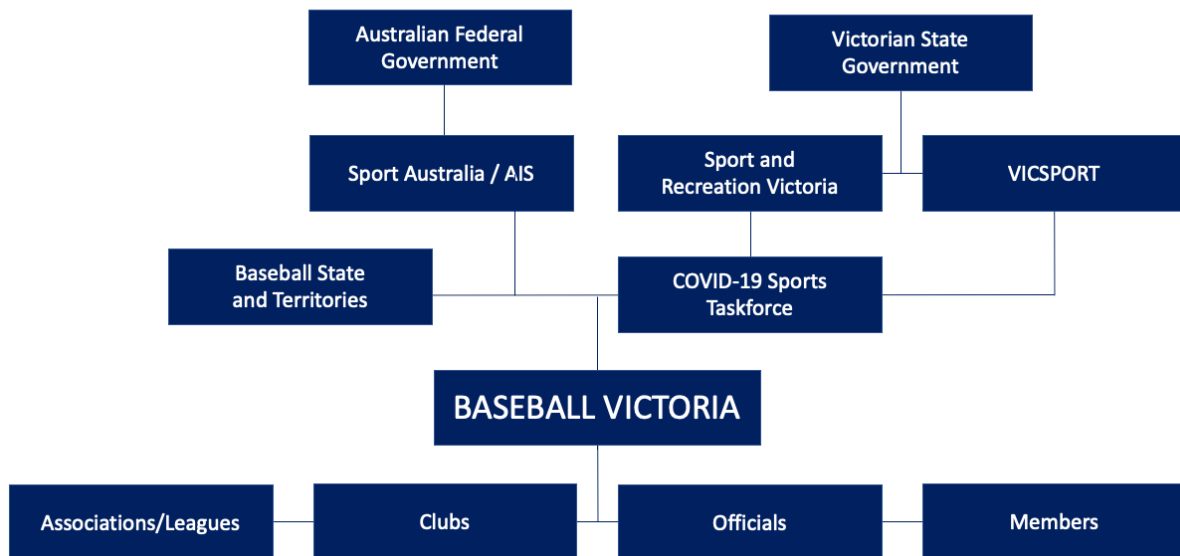 Australian Federal
Government
Victorian State
Government
Sport Australia / AIS
Sport and
Recreation Victoria
VICSPORT
Baseball State
and Territories
COVID-19 Sports
Taskforce
BASEBALL VICTORIA
Associations/Leagues
Clubs
Officials
Members